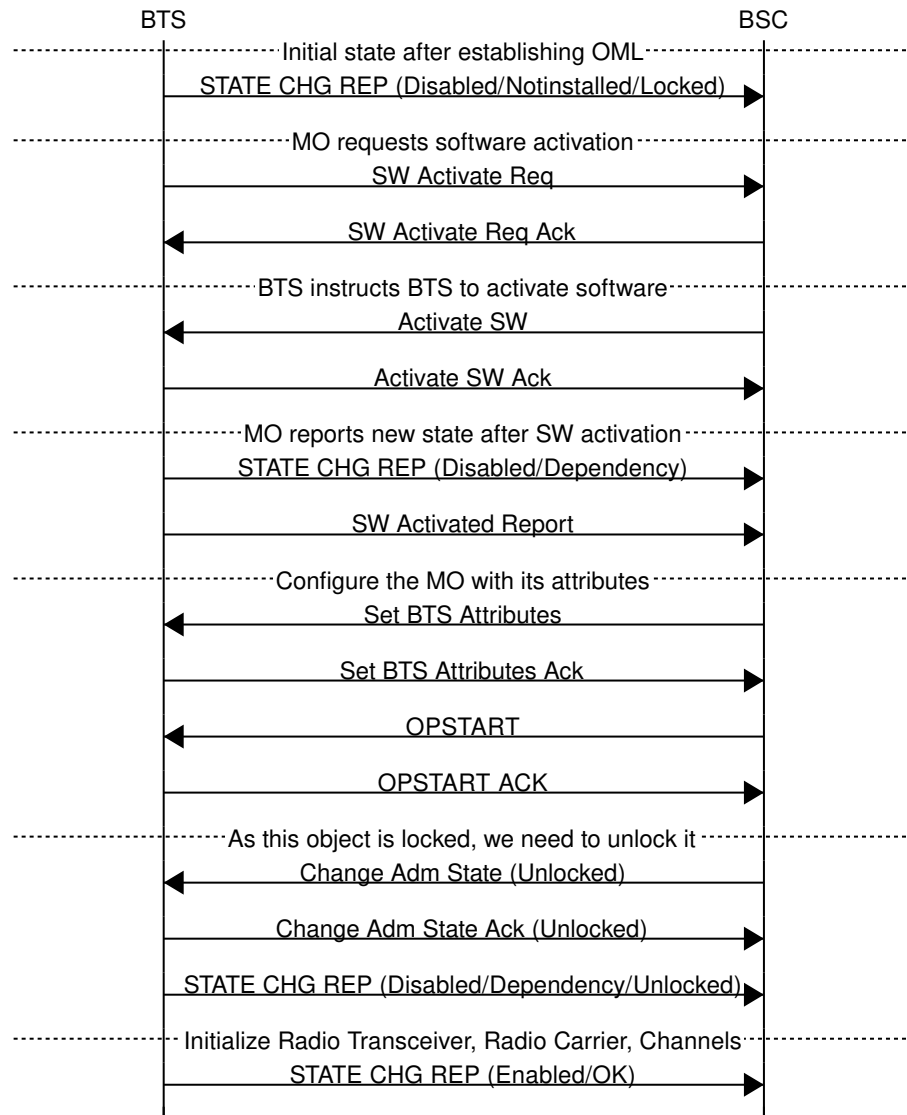 BTS BSC
Initial state after establishing OML
STATE CHG REP (Disabled/Notinstalled/Locked)
MO requests software activation
SW Activate Req
SW Activate Req Ack
BTS instructs BTS to activate software
Activate SW
Activate SW Ack
MO reports new state after SW activation
STATE CHG REP (Disabled/Dependency)
SW Activated Report
Configure the MO with its attributes
Set BTS Attributes
Set BTS Attributes Ack
OPSTART
OPSTART ACK
As this object is locked, we need to unlock it
Change Adm State (Unlocked)
Change Adm State Ack (Unlocked)
STATE CHG REP (Disabled/Dependency/Unlocked)
Initialize Radio Transceiver, Radio Carrier, Channels
STATE CHG REP (Enabled/OK)